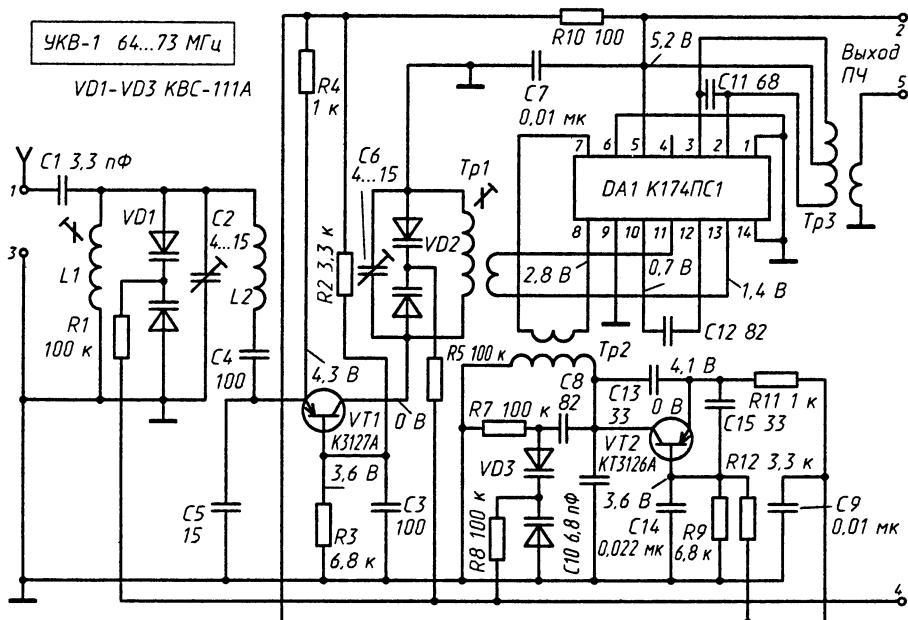 УКВ-1 64...73 МГц
VD1-VD3 КВС-111А
R10 100
2
5,2 В
Выход
ПЧ
5
R4
1 к
C7
0,01 мк
C11 68
C1 3,3 пФ
C6
4...15
Тр1
7 6 5 4 3 2 1
DA1 К174ПС1
8 9 10 11 12 13 14
Тр3
1
VD1
C2
4...15
VD2
R2 3,3 к
3
L1
L2
2,8 В
0,7 В
1,4 В
R1
100 к
C4
100
C12 82
Тр2
R5 100 к
4,3 В
C8
82
4,1 В
C13
33
0 В
R11 1 к
0 В
VT1
К3127А
R7 100 к
VT2
КТ3126А
C15 33
VD3
R12 3,3 к
3,6 В
3,6 В
C5
15
R3
6,8 к
C3
100
R8 100 к
C10 6,8 пФ
C14
0,022 мк
R9
6,8 к
C9
0,01 мк
4